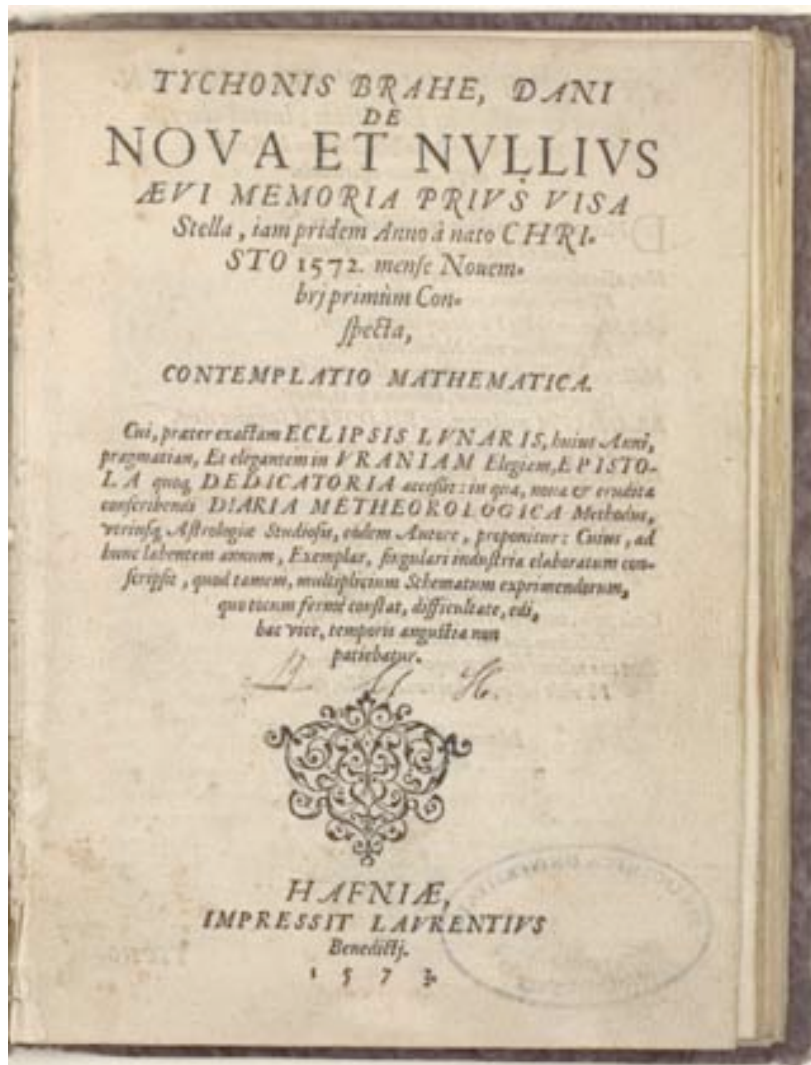 TYCHONIS BRAHE, DANI
DE
NOVA ET NVLLIVS
ÆVI MEMORIA PRIVS VISA
Stella, iam pridem Anno à nato CHRI-
STO 1572. mense Nouem-
brj primùm Con-
specta,
CONTEMPLATIO MATHEMATICA.
Cui, præter exactam ECLIPSIS LVNARIS, huius Anni,
pragmatian, Et elegantem in VRANIAM Elegiam, EPISTO-
LA quoq; DEDICATORIA accessit: in qua, noua & erudita
conscribendi DIARIA METHEOROLOGICA Methodus,
vtriusq; Astrologiæ Studiosis, eodem Autore, proponitur: Cuius, ad
hunc labentem annum, Exemplar, singulari industria elaboratum con-
scripsit, quod tamen, multiplicium Schematum exprimendorum,
quo totum fermè constat, difficultate, edi,
hac vice, temporis angustia non
patiebatur.
HAFNIÆ,
IMPRESSIT LAVRENTIVS
Benedictj.
1573.